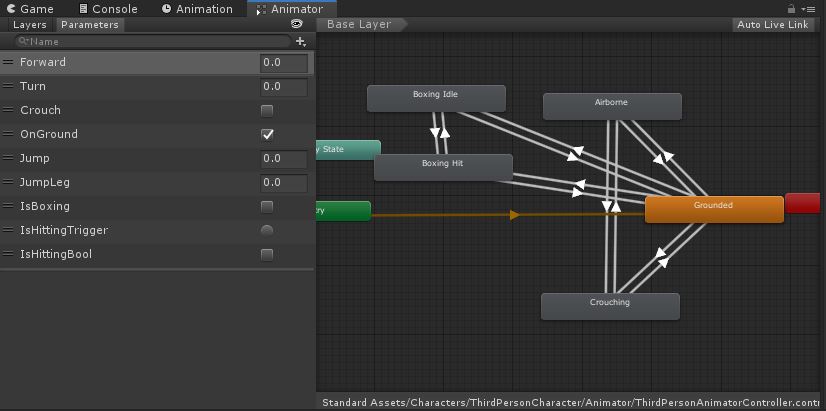 Game Console Animation Animator
Layers Parameters
Base Layer
Auto Live Link
Name
Forward 0.0
Turn 0.0
Crouch
OnGround
Jump 0.0
JumpLeg 0.0
IsBoxing
IsHittingTrigger
IsHittingBool
Boxing Idle
Airborne
y State
Boxing Hit
Grounded
try
Crouching
Standard Assets/Characters/ThirdPersonCharacter/Animator/ThirdPersonAnimatorController.contr